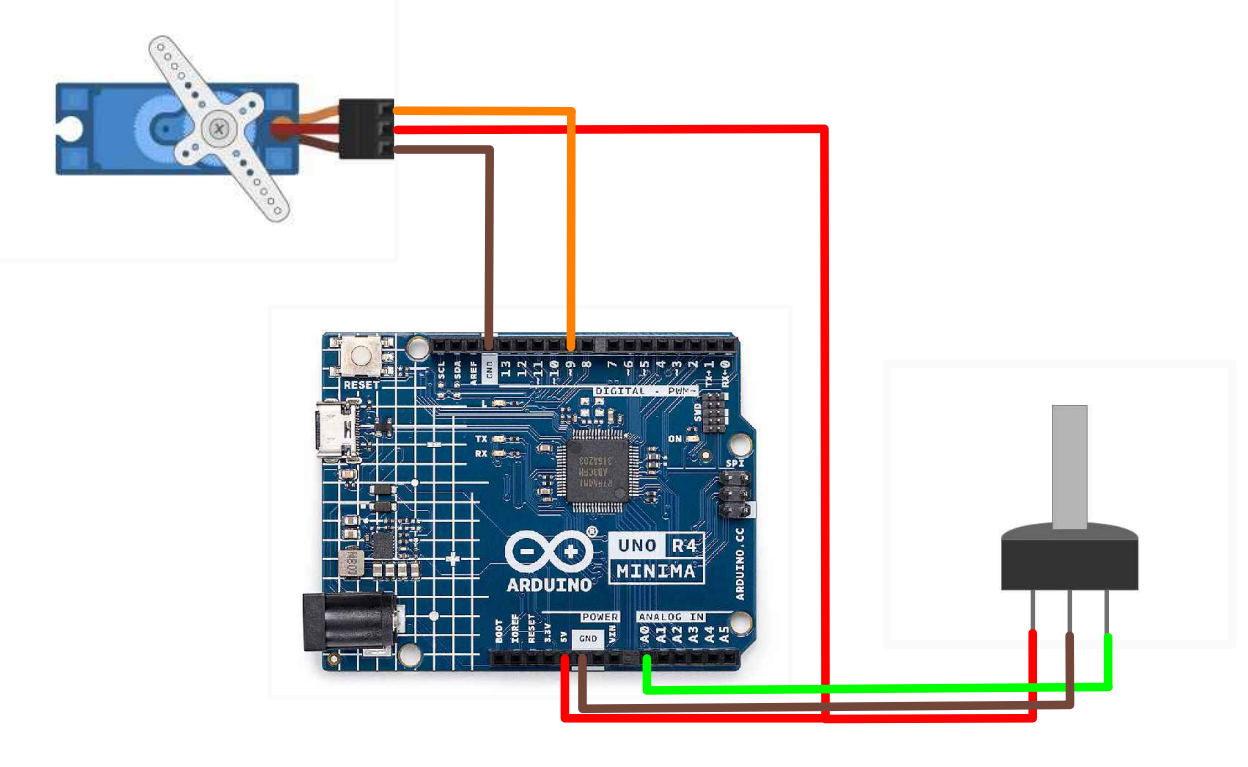 SCL
SDA
AREF
GND
13
12
~11
~10
~9
8
7
~6
~5
4
~3
2
TX→1
RX←0
RESET
DIGITAL - PWM~
L
TX
RX
ON
SWD
SPI
UNO R4
MINIMA
ARDUINO
ARDUINO.CC
POWER
ANALOG IN
BOOT
IOREF
RESET
3.3V
5V
GND
VIN
A0
A1
A2
A3
A4
A5